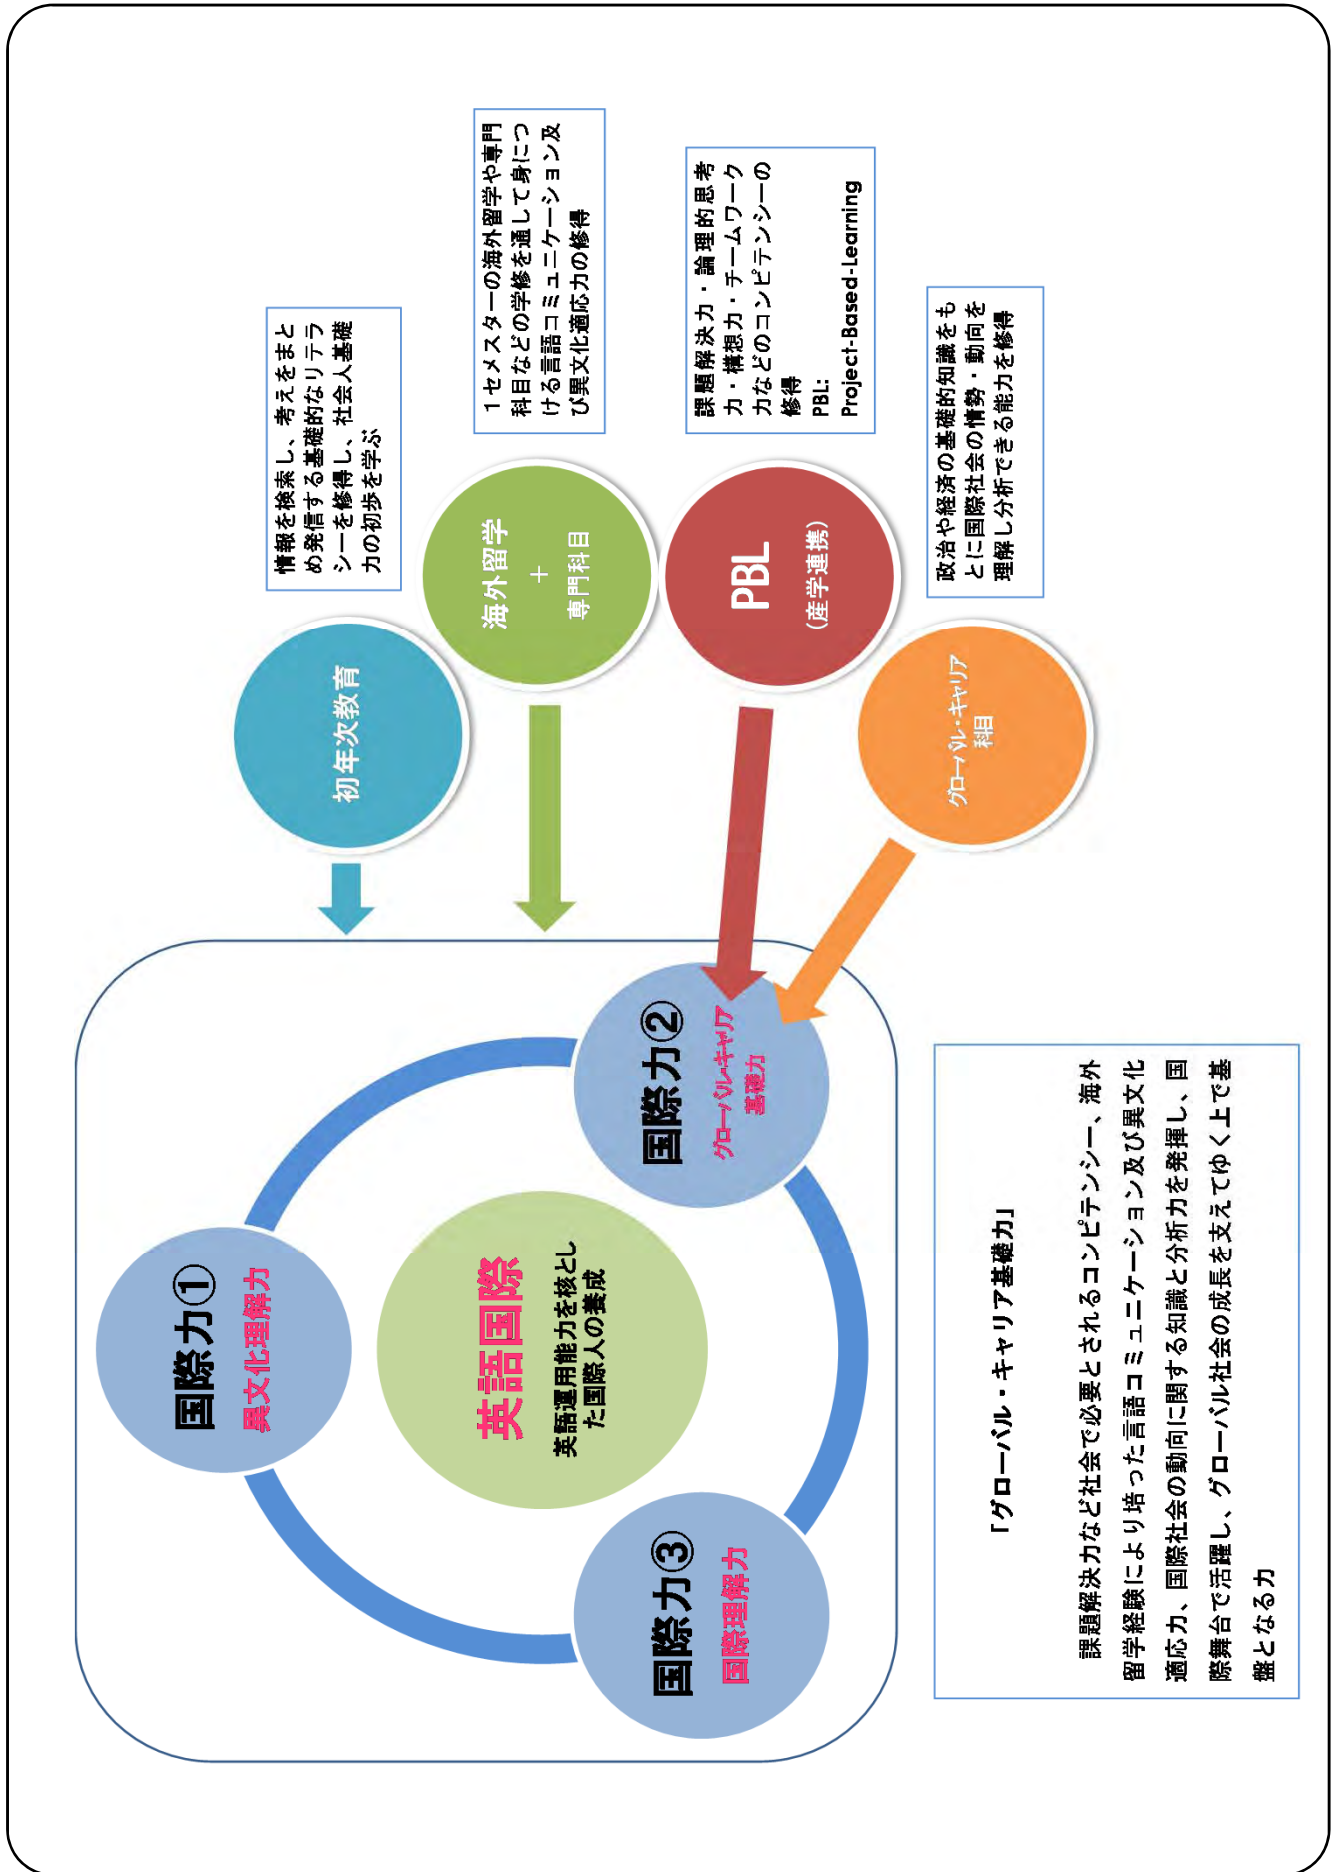 国際力①
異文化理解力
英語国際
英語運用能力を核とし
た国際人の養成
国際力③
国際理解力
国際力②
グローバル・キャリア
基礎力
初年次教育
情報を検索し、考えをまと
め発信する基礎的なリテラ
シーを修得し、社会人基礎
力の初歩を学ぶ
海外留学
＋
専門科目
１セメスターの海外留学や専門
科目などの学修を通して身につ
ける言語コミュニケーション及
び異文化適応力の修得
PBL
（産学連携）
課題解決力・論理的思考
力・構想力・チームワーク
力などのコンピテンシーの
修得
PBL:
Project-Based-Learning
グローバル・キャリア
科目
政治や経済の基礎的知識をも
とに国際社会の情勢・動向を
理解し分析できる能力を修得
「グローバル・キャリア基礎力」
課題解決力など社会で必要とされるコンピテンシー、海外
留学経験により培った言語コミュニケーション及び異文化
適応力、国際社会の動向に関する知識と分析力を発揮し、国
際舞台で活躍し、グローバル社会の成長を支えてゆく上で基
盤となる力